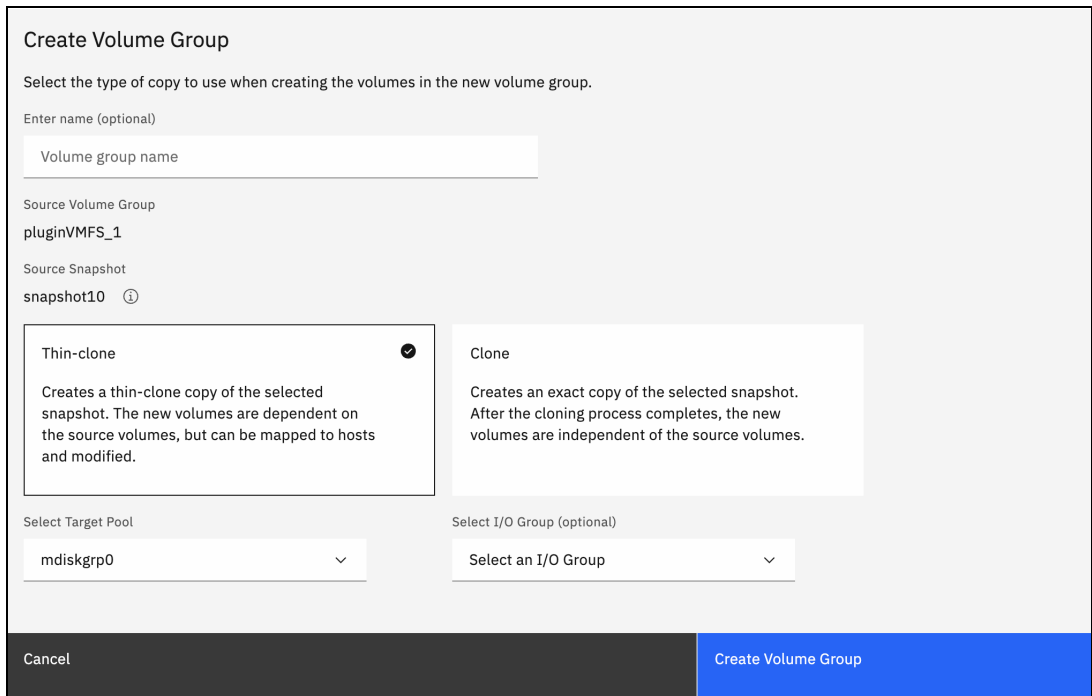 Create Volume Group
Select the type of copy to use when creating the volumes in the new volume group.
Enter name (optional)
Volume group name
Source Volume Group
pluginVMFS_1
Source Snapshot
snapshot10
Thin-clone
Creates a thin-clone copy of the selected
snapshot. The new volumes are dependent on
the source volumes, but can be mapped to hosts
and modified.
Clone
Creates an exact copy of the selected snapshot.
After the cloning process completes, the new
volumes are independent of the source volumes.
Select Target Pool
mdiskgrp0
Select I/O Group (optional)
Select an I/O Group
Cancel
Create Volume Group